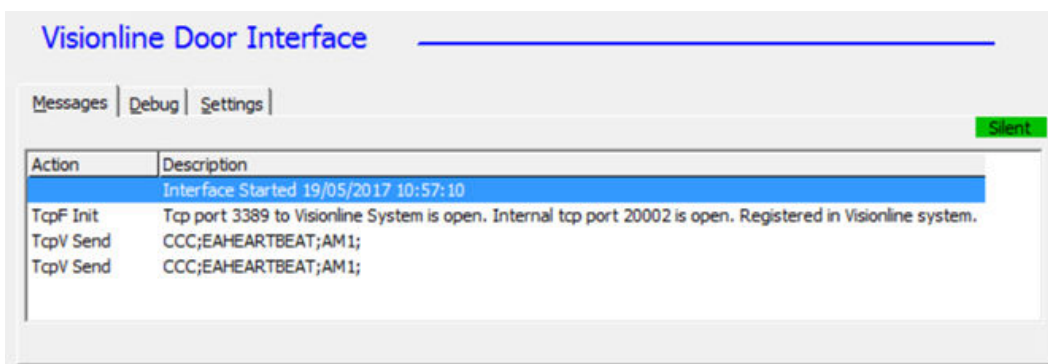 Visionline Door Interface
Messages Debug Settings
Silent
Action Description
Interface Started 19/05/2017 10:57:10
TcpF Init Tcp port 3389 to Visionline System is open. Internal tcp port 20002 is open. Registered in Visionline system.
TcpV Send CCC;EAHEARTBEAT;AM1;
TcpV Send CCC;EAHEARTBEAT;AM1;